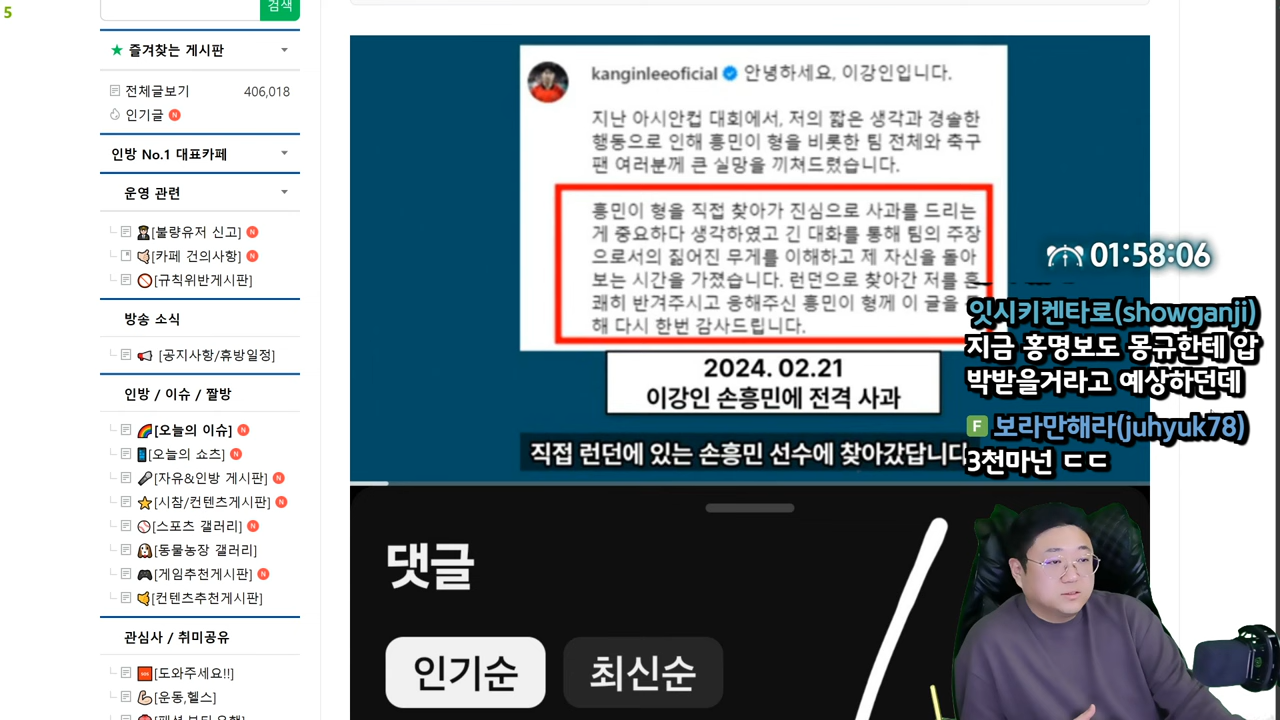 5
검색
즐겨찾는 게시판
전체글보기 406,018
인기글 N
인방 No.1 대표카페
운영 관련
[불량유저 신고] N
[카페 건의사항] N
[규칙위반게시판]
방송 소식
[공지사항/휴방일정]
인방 / 이슈 / 짤방
[오늘의 이슈] N
[오늘의 쇼츠] N
[자유&인방 게시판] N
[시참/컨텐츠게시판] N
[스포츠 갤러리] N
[동물농장 갤러리]
[게임추천게시판] N
[컨텐츠추천게시판]
관심사 / 취미공유
[도와주세요!!]
[운동,헬스]
kanginleeoficial 안녕하세요, 이강인입니다.
지난 아시안컵 대회에서, 저의 짧은 생각과 경솔한
행동으로 인해 흥민이 형을 비롯한 팀 전체와 축구
팬 여러분께 큰 실망을 끼쳐드렸습니다.
흥민이 형을 직접 찾아가 진심으로 사과를 드리는
게 중요하다 생각하였고 긴 대화를 통해 팀의 주장
으로서의 짊어진 무게를 이해하고 제 자신을 돌아
보는 시간을 가졌습니다. 런던으로 찾아간 저를 흔
쾌히 반겨주시고 응해주신 흥민이 형께 이 글을
해 다시 한번 감사드립니다.
2024. 02.21
이강인 손흥민에 전격 사과
직접 런던에 있는 손흥민 선수에 찾아갔답니다
댓글
인기순 최신순
01:58:06
잇시키켄타로(showganji)
지금 홍명보도 몽규한테 압
박받을거라고 예상하던데
F 보라만해라(juhyuk78)
3천마넌 ㄷㄷ